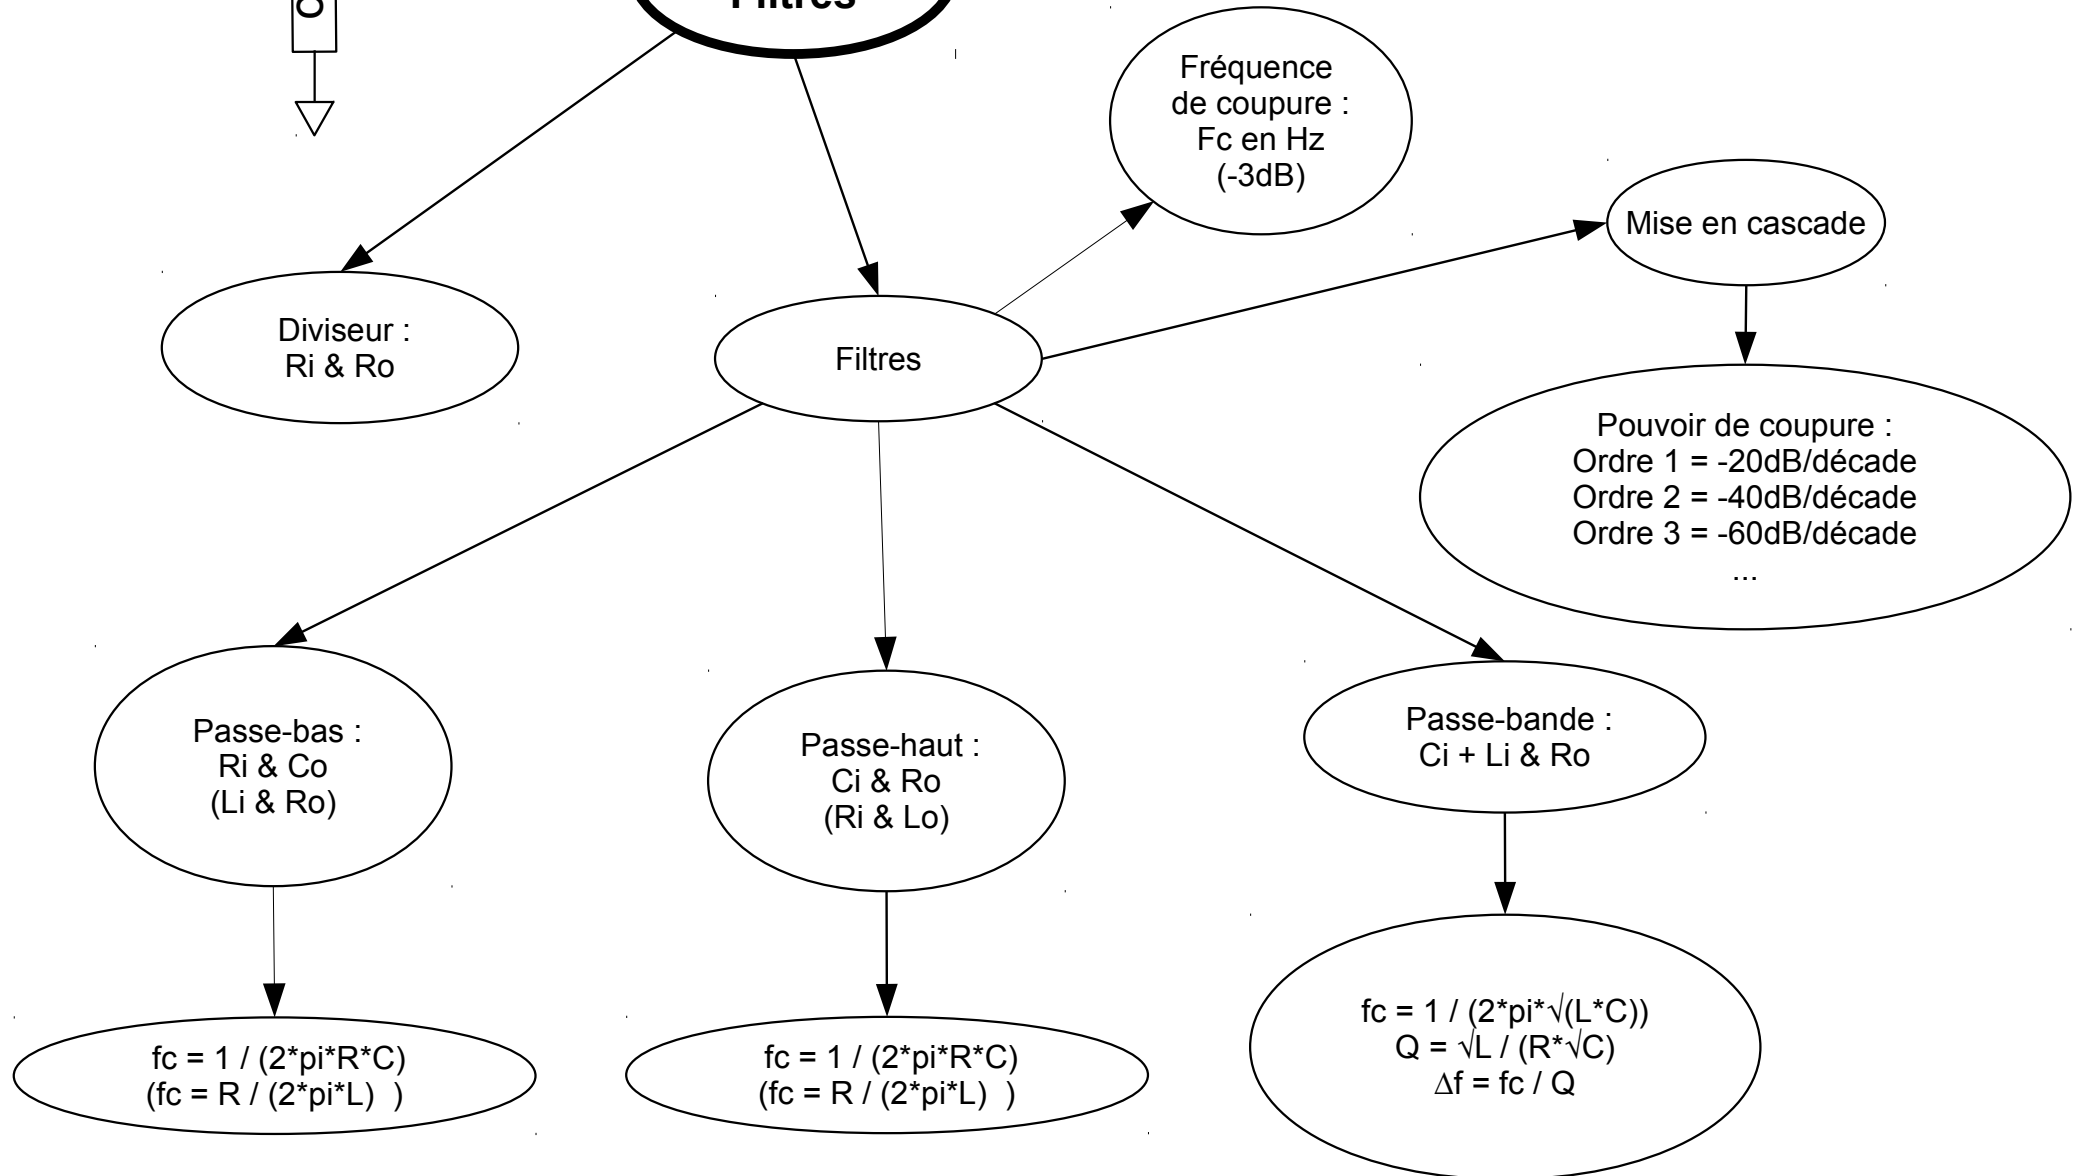 Filtres
Fréquence
de coupure :
Fc en Hz
(-3dB)
Mise en cascade
Diviseur :
Ri & Ro
Filtres
Pouvoir de coupure :
Ordre 1 = -20dB/décade
Ordre 2 = -40dB/décade
Ordre 3 = -60dB/décade
...
Passe-bas :
Ri & Co
(Li & Ro)
Passe-haut :
Ci & Ro
(Ri & Lo)
Passe-bande :
Ci + Li & Ro
fc = 1 / (2*pi*R*C)
(fc = R / (2*pi*L)  )
fc = 1 / (2*pi*R*C)
(fc = R / (2*pi*L)  )
fc = 1 / (2*pi*√(L*C))
Q = √L / (R*√C)
∆f = fc / Q